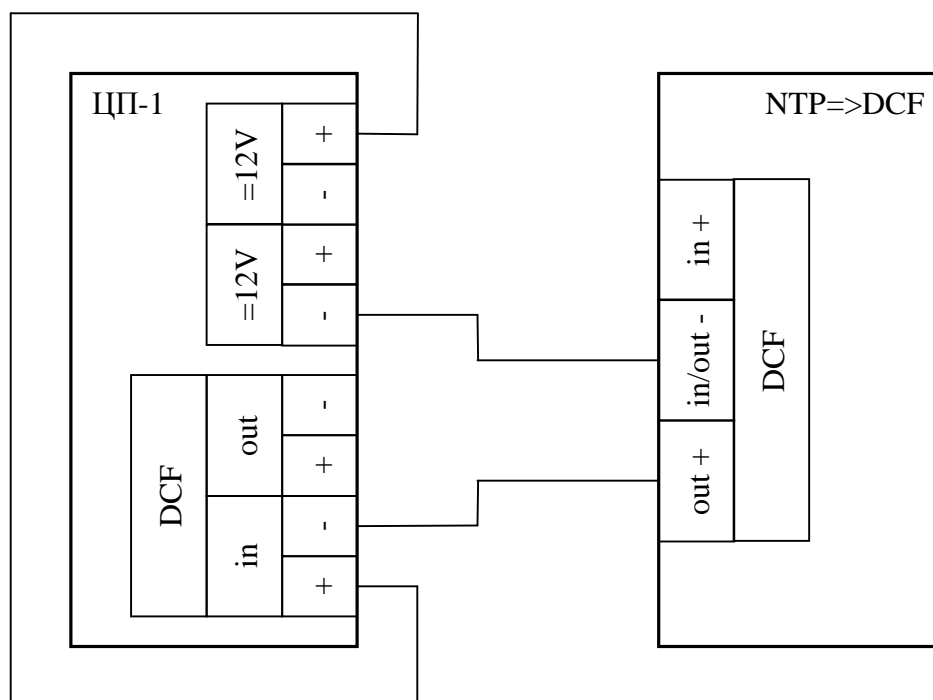 ЦП-1
=12V
+
-
=12V
+
-
DCF
out
-
+
in
-
+
NTP=>DCF
in +
in/out -
out +
DCF